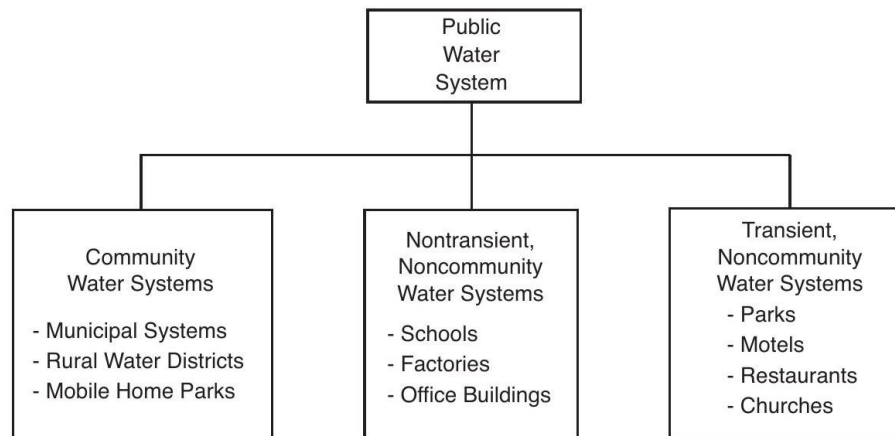 Public
Water
System
Community
Water Systems
- Municipal Systems
- Rural Water Districts
- Mobile Home Parks
Nontransient,
Noncommunity
Water Systems
- Schools
- Factories
- Office Buildings
Transient,
Noncommunity
Water Systems
- Parks
- Motels
- Restaurants
- Churches